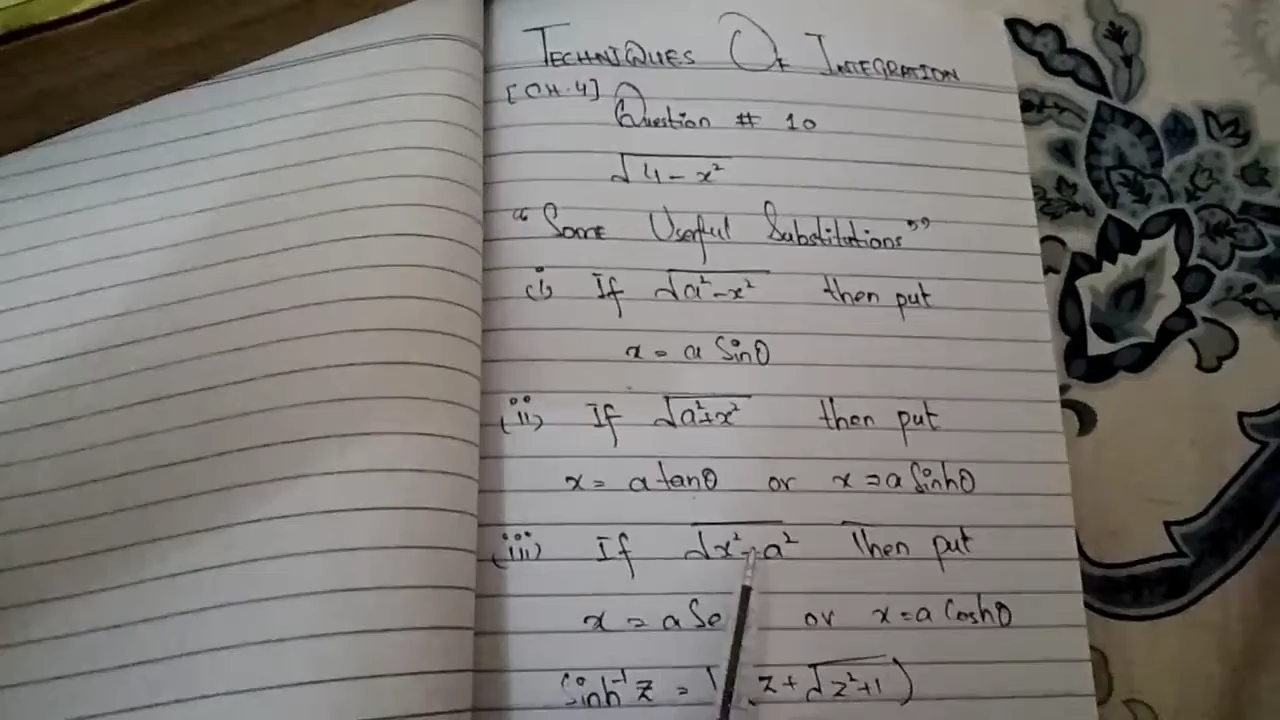 TECHNIQUES OF INTEGRATION
[CH.4]
Question # 10
√4-x²
“Some Useful Substitutions”
(i) If √a²-x² then put
x = a Sinθ
(ii) If √a²+x² then put
x = a tanθ or x = a Sinhθ
(iii) If √x²-a² Then put
x = a Se or x = a Coshθ
Sinh⁻¹ z = z+√z²+1 )